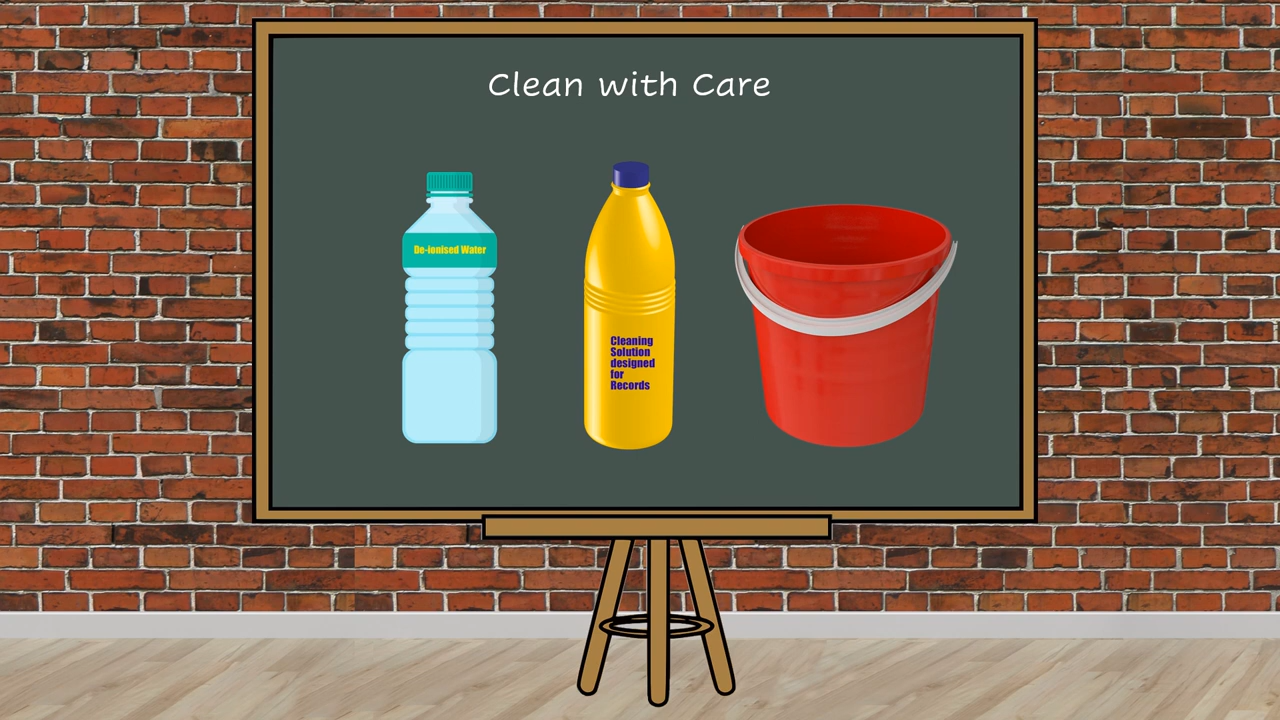 Clean with Care
De-ionised Water
Cleaning
Solution
designed
for
Records